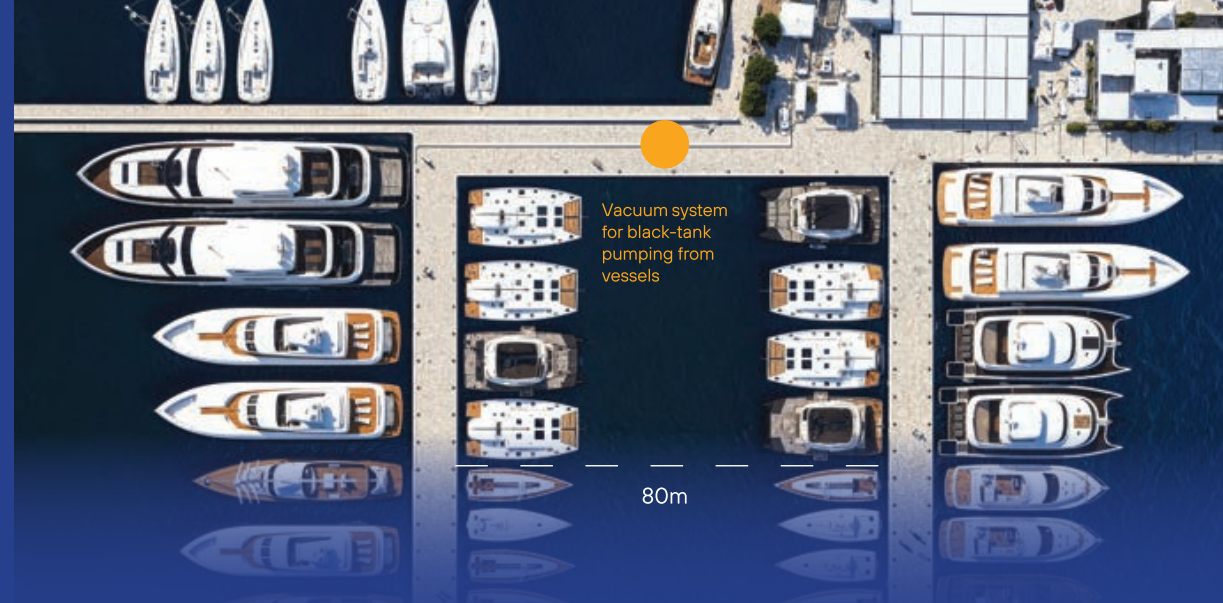 Vacuum system
for black-tank
pumping from
vessels
80m